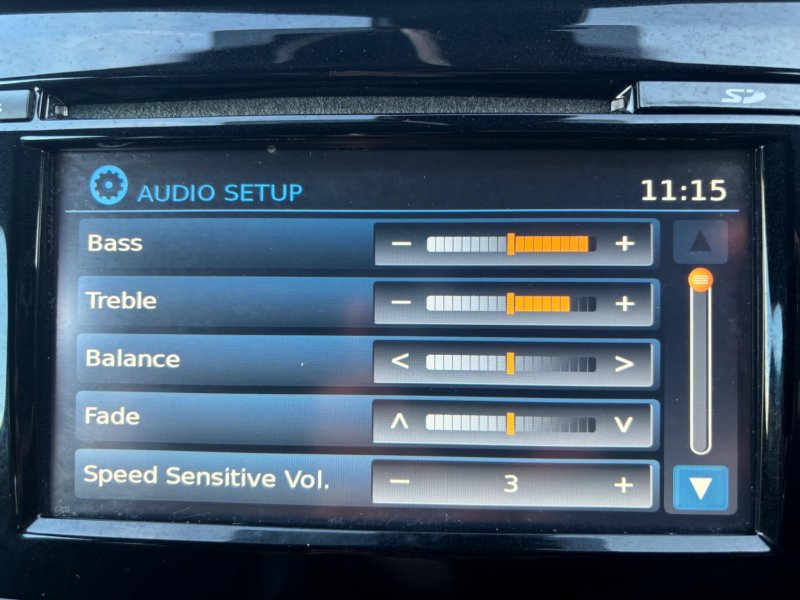 SD
AUDIO SETUP 11:15
Bass − +
Treble − +
Balance < >
Fade ˄ ˅
Speed Sensitive Vol. − 3 +